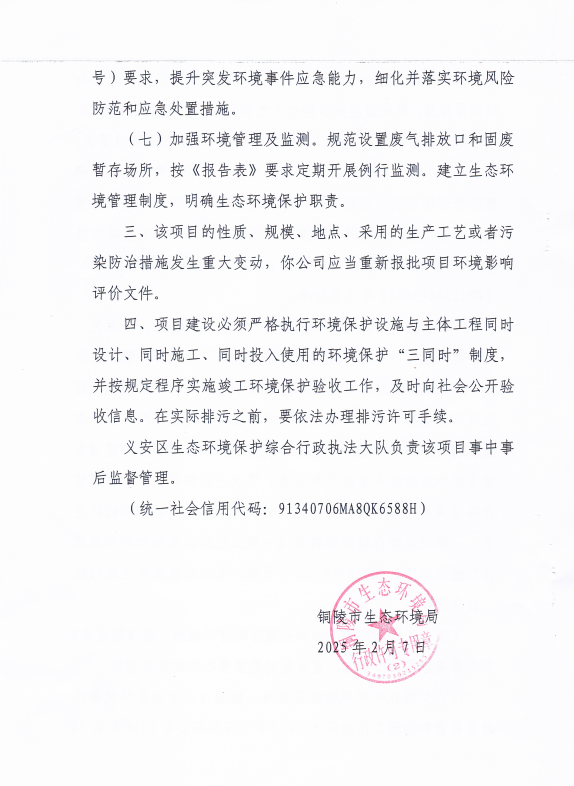 号）要求，提升突发环境事件应急能力，细化并落实环境风险
防范和应急处置措施。
（七）加强环境管理及监测。规范设置废气排放口和固废
暂存场所，按《报告表》要求定期开展例行监测。建立生态环
境管理制度，明确生态环境保护职责。
三、该项目的性质、规模、地点、采用的生产工艺或者污
染防治措施发生重大变动，你公司应当重新报批项目环境影响
评价文件。
四、项目建设必须严格执行环境保护设施与主体工程同时
设计、同时施工、同时投入使用的环境保护“三同时”制度，
并按规定程序实施竣工环境保护验收工作，及时向社会公开验
收信息。在实际排污之前，要依法办理排污许可手续。
义安区生态环境保护综合行政执法大队负责该项目事中事
后监督管理。
（统一社会信用代码：91340706MA8QK6588H）
铜陵市生态环境局
2025年2月7日
铜陵市生态环境局
行政许可专用章
(2)